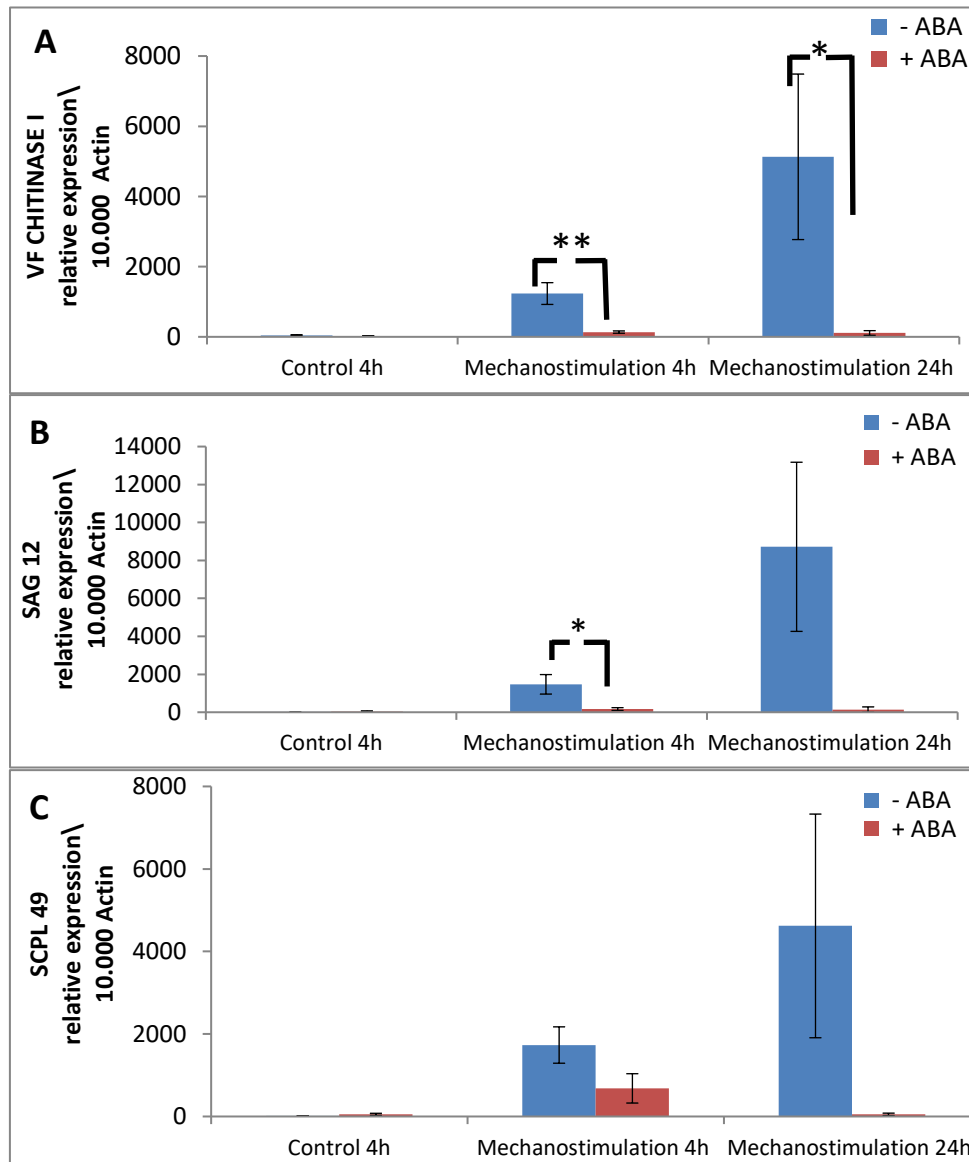 A
VF CHITINASE I
relative expression\
10.000 Actin
- ABA
+ ABA
8000
6000
4000
2000
0
**
*
Control 4h
Mechanostimulation 4h
Mechanostimulation 24h
B
SAG 12
relative expression\
10.000 Actin
- ABA
+ ABA
14000
12000
10000
8000
6000
4000
2000
0
*
Control 4h
Mechanostimulation 4h
Mechanostimulation 24h
C
SCPL 49
relative expression\
10.000 Actin
- ABA
+ ABA
8000
6000
4000
2000
0
Control 4h
Mechanostimulation 4h
Mechanostimulation 24h